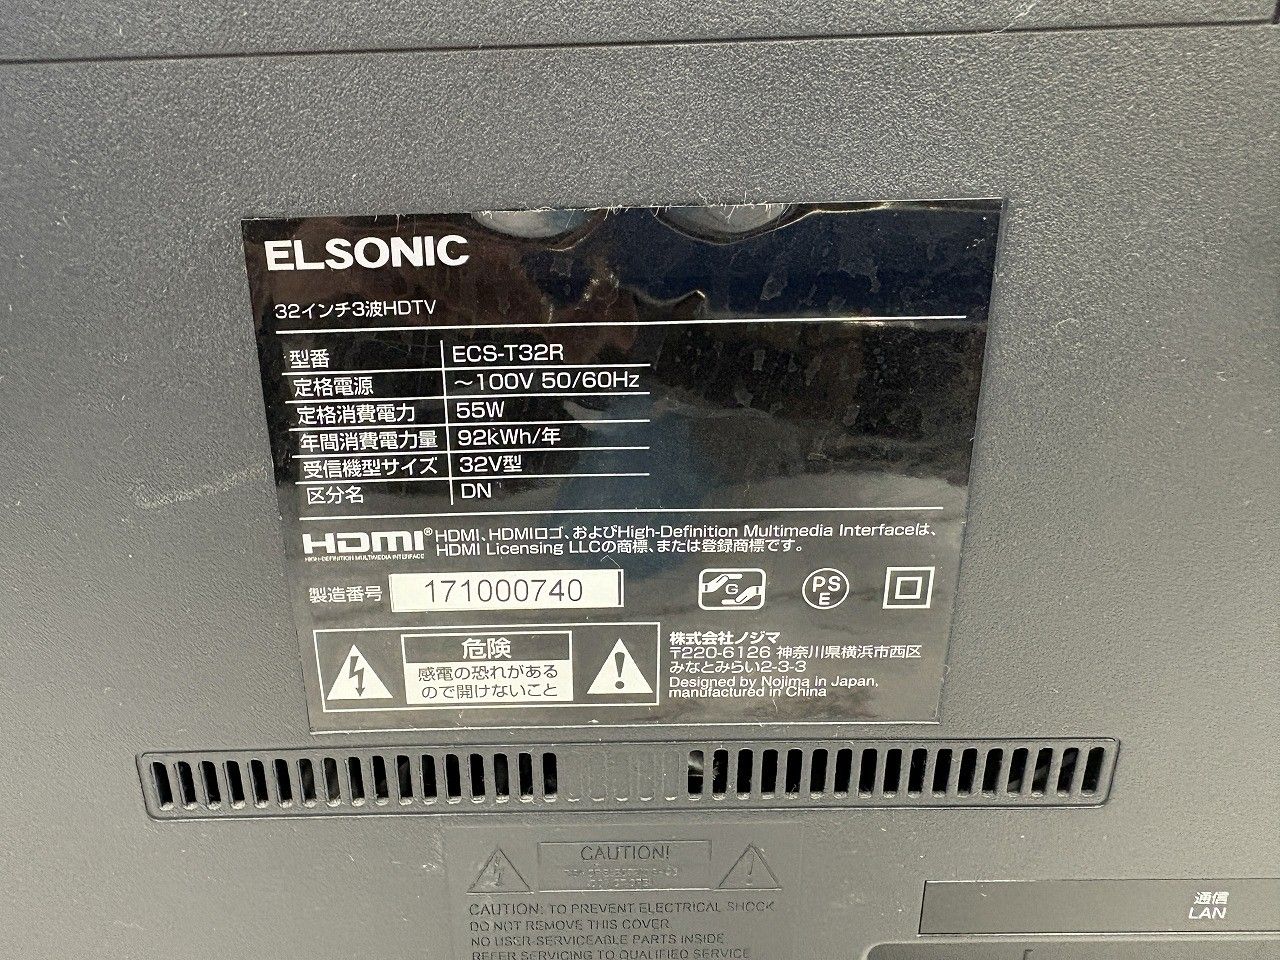 ELSONIC
32インチ3波HDTV
型番 ECS-T32R
定格電源 ～100V 50/60Hz
定格消費電力 55W
年間消費電力量 92kWh/年
受信機型サイズ 32V型
区分名 DN
HDMI® HDMI、HDMIロゴ、およびHigh-Definition Multimedia Interfaceは、
HIGH-DEFINITION MULTIMEDIA INTERFACE HDMI Licensing LLCの商標、または登録商標です。
製造番号 171000740
G
PS
E
危険
感電の恐れがある
ので開けないこと
株式会社ノジマ
〒220-6126 神奈川県横浜市西区
みなとみらい2-3-3
Designed by Nojima in Japan,
manufactured in China
CAUTION!
CAUTION: TO PREVENT ELECTRICAL SHOCK
DO NOT REMOVE THIS COVER
NO USER-SERVICEABLE PARTS INSIDE
REFER SERVICING TO QUALIFIED SERVICE
通信
LAN